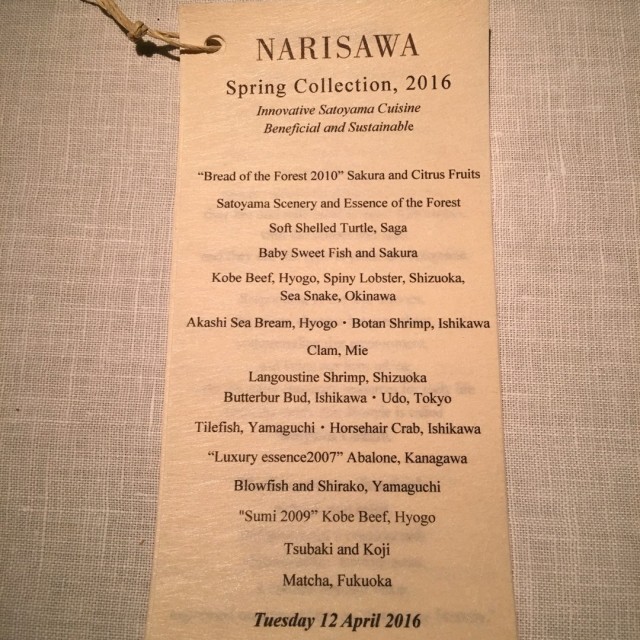 NARISAWA
Spring Collection, 2016
Innovative Satoyama Cuisine
Beneficial and Sustainable
“Bread of the Forest 2010” Sakura and Citrus Fruits
Satoyama Scenery and Essence of the Forest
Soft Shelled Turtle, Saga
Baby Sweet Fish and Sakura
Kobe Beef, Hyogo, Spiny Lobster, Shizuoka,
Sea Snake, Okinawa
Akashi Sea Bream, Hyogo・Botan Shrimp, Ishikawa
Clam, Mie
Langoustine Shrimp, Shizuoka
Butterbur Bud, Ishikawa・Udo, Tokyo
Tilefish, Yamaguchi・Horsehair Crab, Ishikawa
“Luxury essence2007” Abalone, Kanagawa
Blowfish and Shirako, Yamaguchi
"Sumi 2009” Kobe Beef, Hyogo
Tsubaki and Koji
Matcha, Fukuoka
Tuesday 12 April 2016